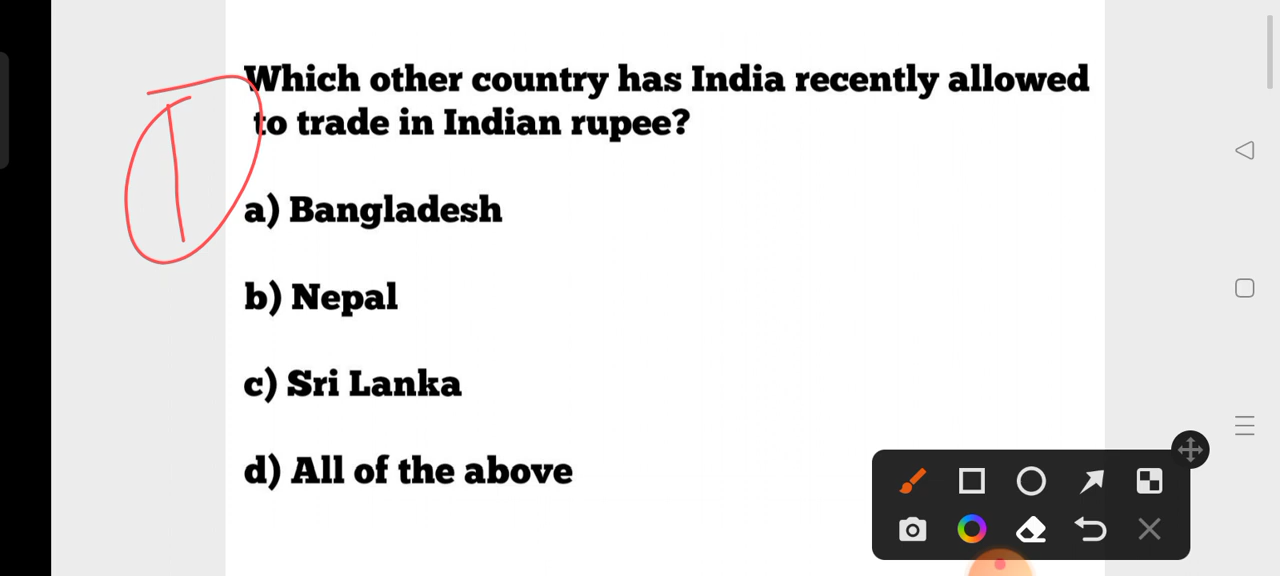 Which other country has India recently allowed
to trade in Indian rupee?
a) Bangladesh
b) Nepal
c) Sri Lanka
d) All of the above